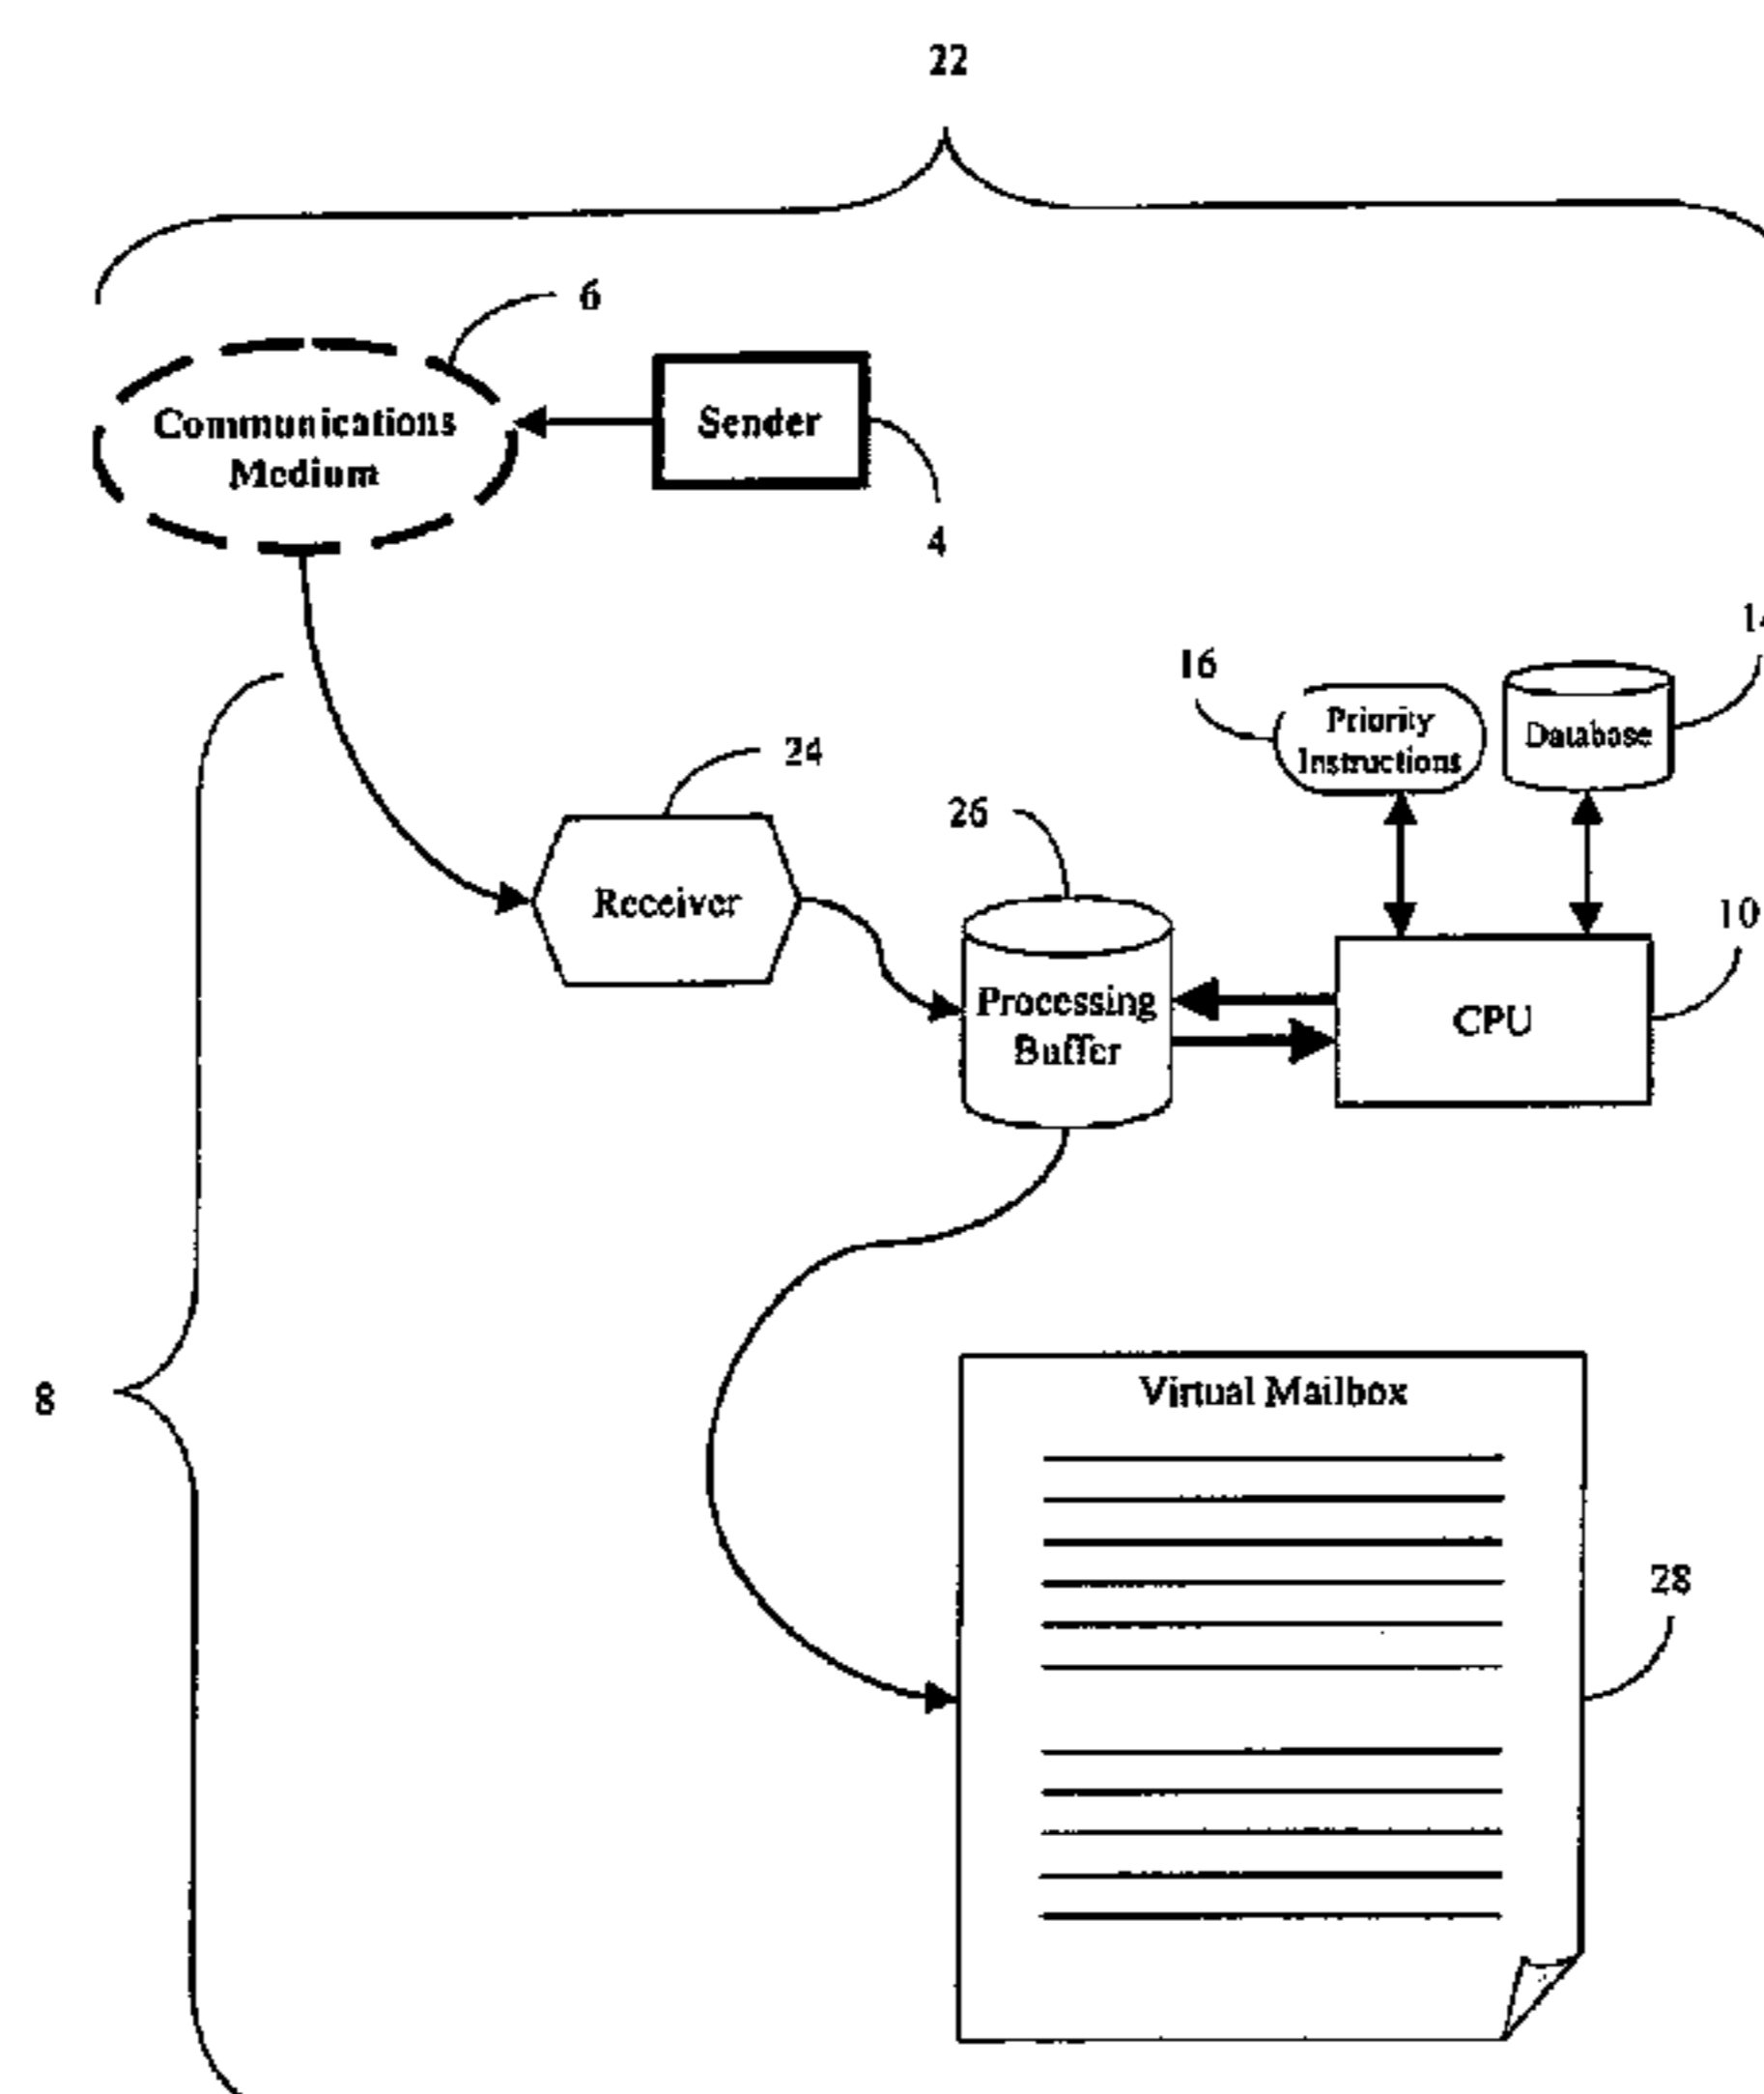 22
6
Communications
Medium
Sender
4
16
Priority
Instructions
Database
24
Receiver
26
Processing
Buffer
10
CPU
8
Virtual Mailbox
28